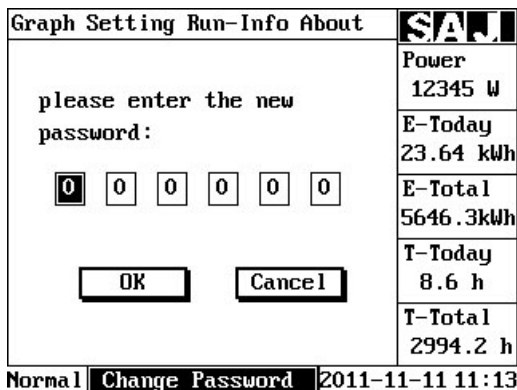 Graph Setting Run-Info About
SAJ
please enter the new
password:
0 0 0 0 0 0
OK Cancel
Power
12345 W
E-Today
23.64 kWh
E-Total
5646.3kWh
T-Today
8.6 h
T-Total
2994.2 h
Normal Change Password 2011-11-11 11:13